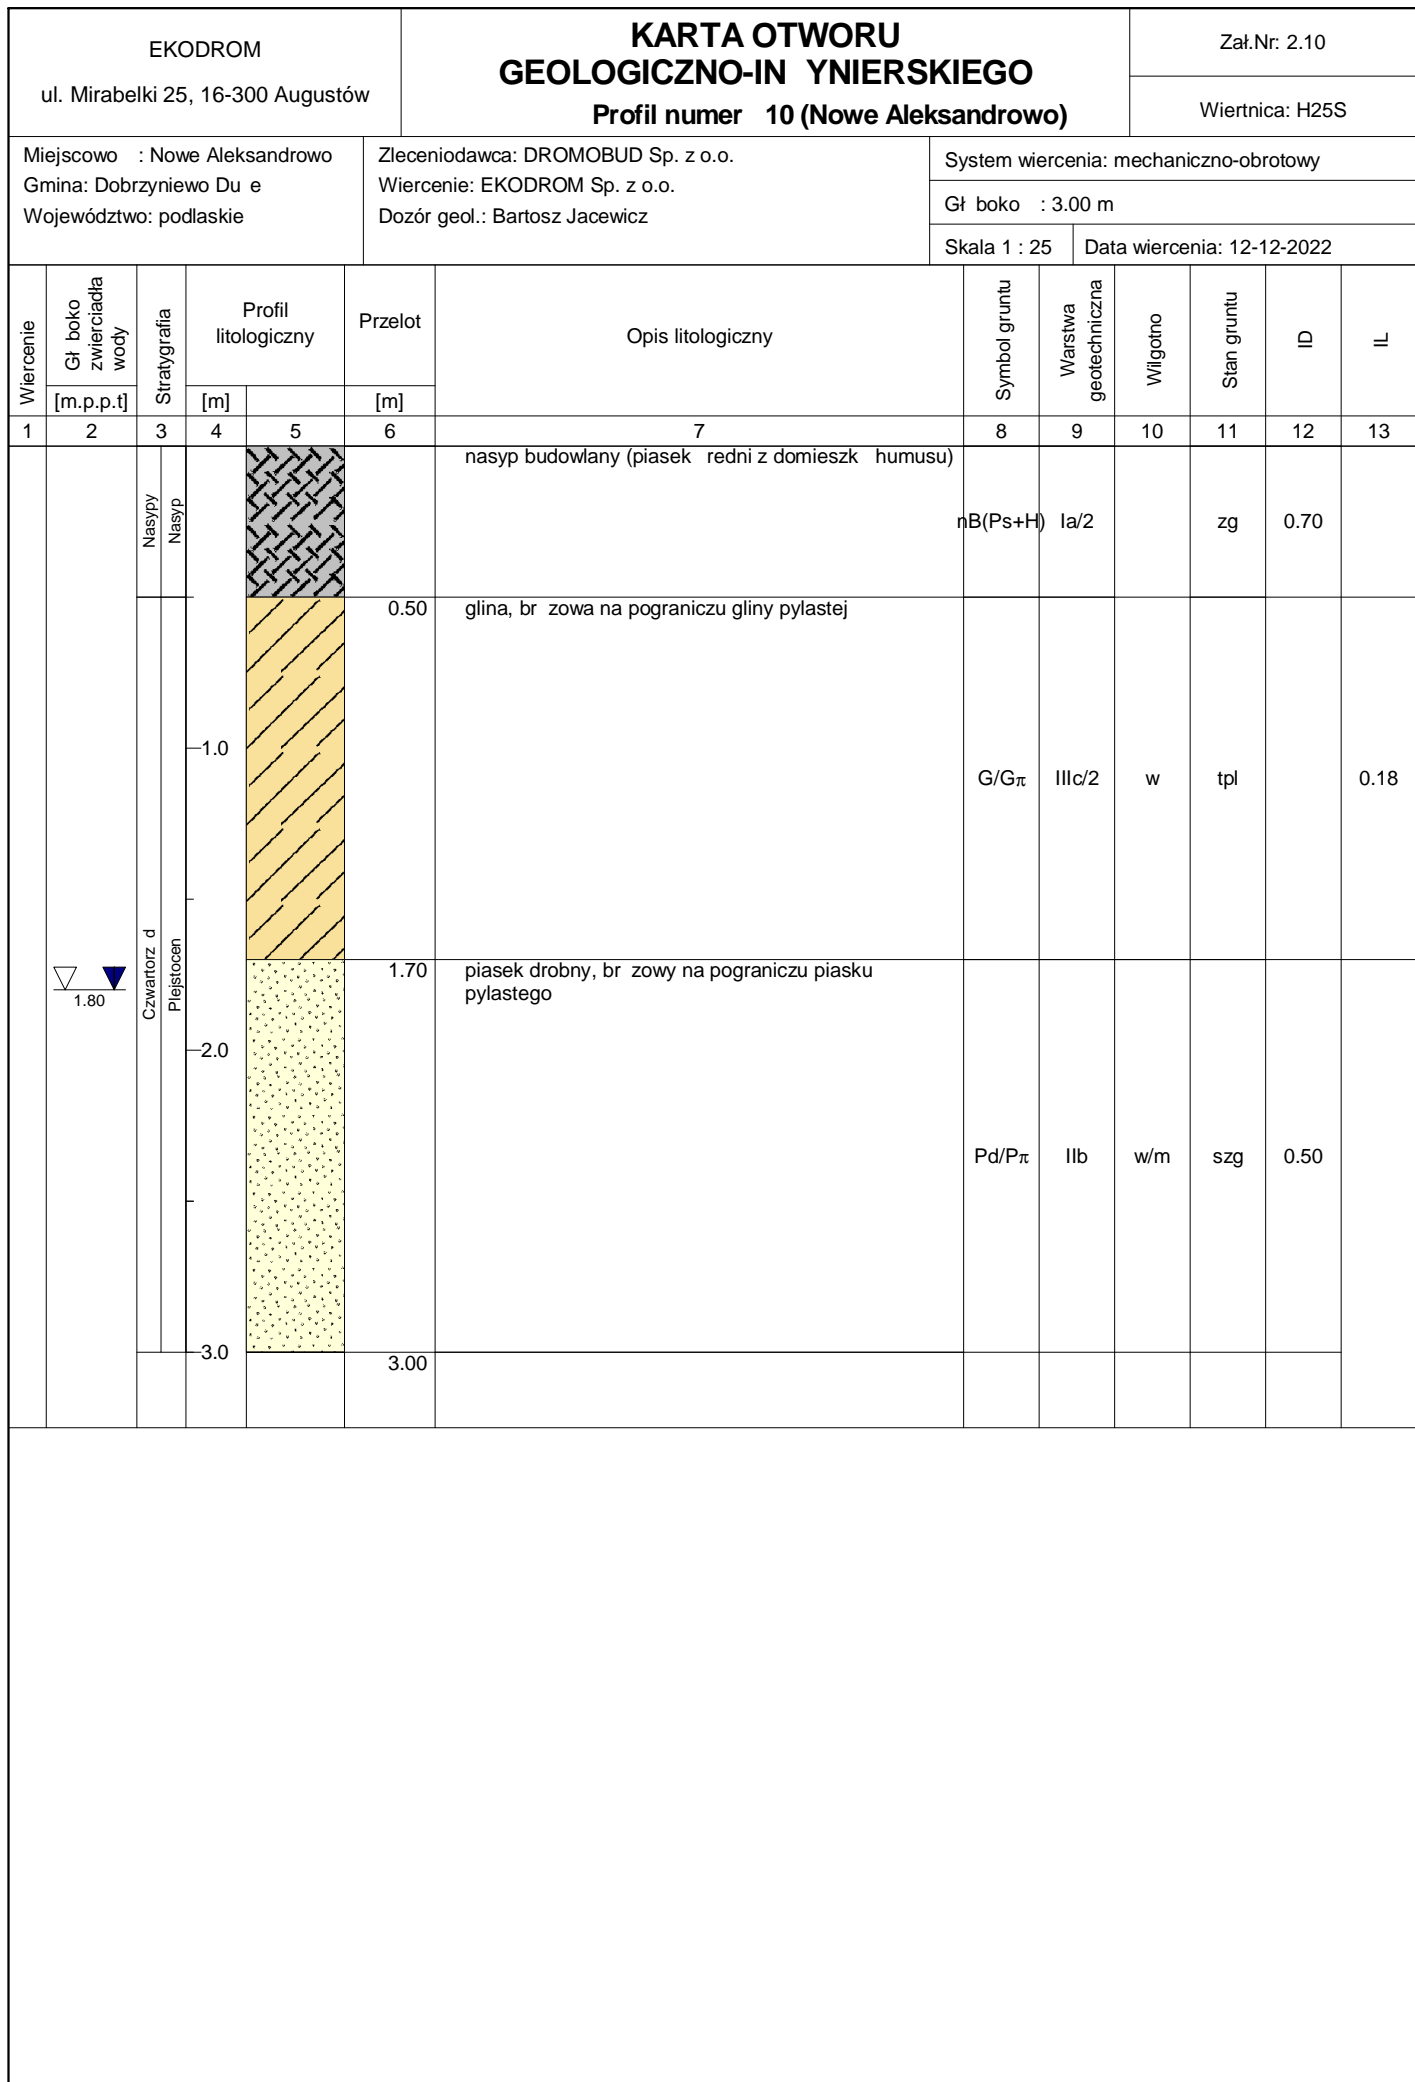 EKODROM
ul. Mirabelki 25, 16-300 Augustów
KARTA OTWORU
GEOLOGICZNO-IN YNIERSKIEGO
Profil numer 10 (Nowe Aleksandrowo)
Zał.Nr: 2.10
Wiertnica: H25S
Miejscowo : Nowe Aleksandrowo
Gmina: Dobrzyniewo Du e
Województwo: podlaskie
Zleceniodawca: DROMOBUD Sp. z o.o.
Wiercenie: EKODROM Sp. z o.o.
Dozór geol.: Bartosz Jacewicz
System wiercenia: mechaniczno-obrotowy
Gł boko : 3.00 m
Skala 1 : 25
Data wiercenia: 12-12-2022
Wiercenie
Gł boko
zwierciadła
wody
[m.p.p.t]
Stratygrafia
Profil
litologiczny
[m]
Przelot
[m]
Opis litologiczny
Symbol gruntu
Warstwa
geotechniczna
Wilgotno
Stan gruntu
ID
IL
1 2 3 4 5 6 7 8 9 10 11 12 13
Nasypy
Nasyp
nasyp budowlany (piasek redni z domieszk humusu)
nB(Ps+H) Ia/2 zg 0.70
0.50
glina, br zowa na pograniczu gliny pylastej
1.0
G/Gπ IIIc/2 w tpl 0.18
Czwartorz d
Plejstocen
1.80
1.70
piasek drobny, br zowy na pograniczu piasku
pylastego
2.0
Pd/Pπ IIb w/m szg 0.50
3.0
3.00